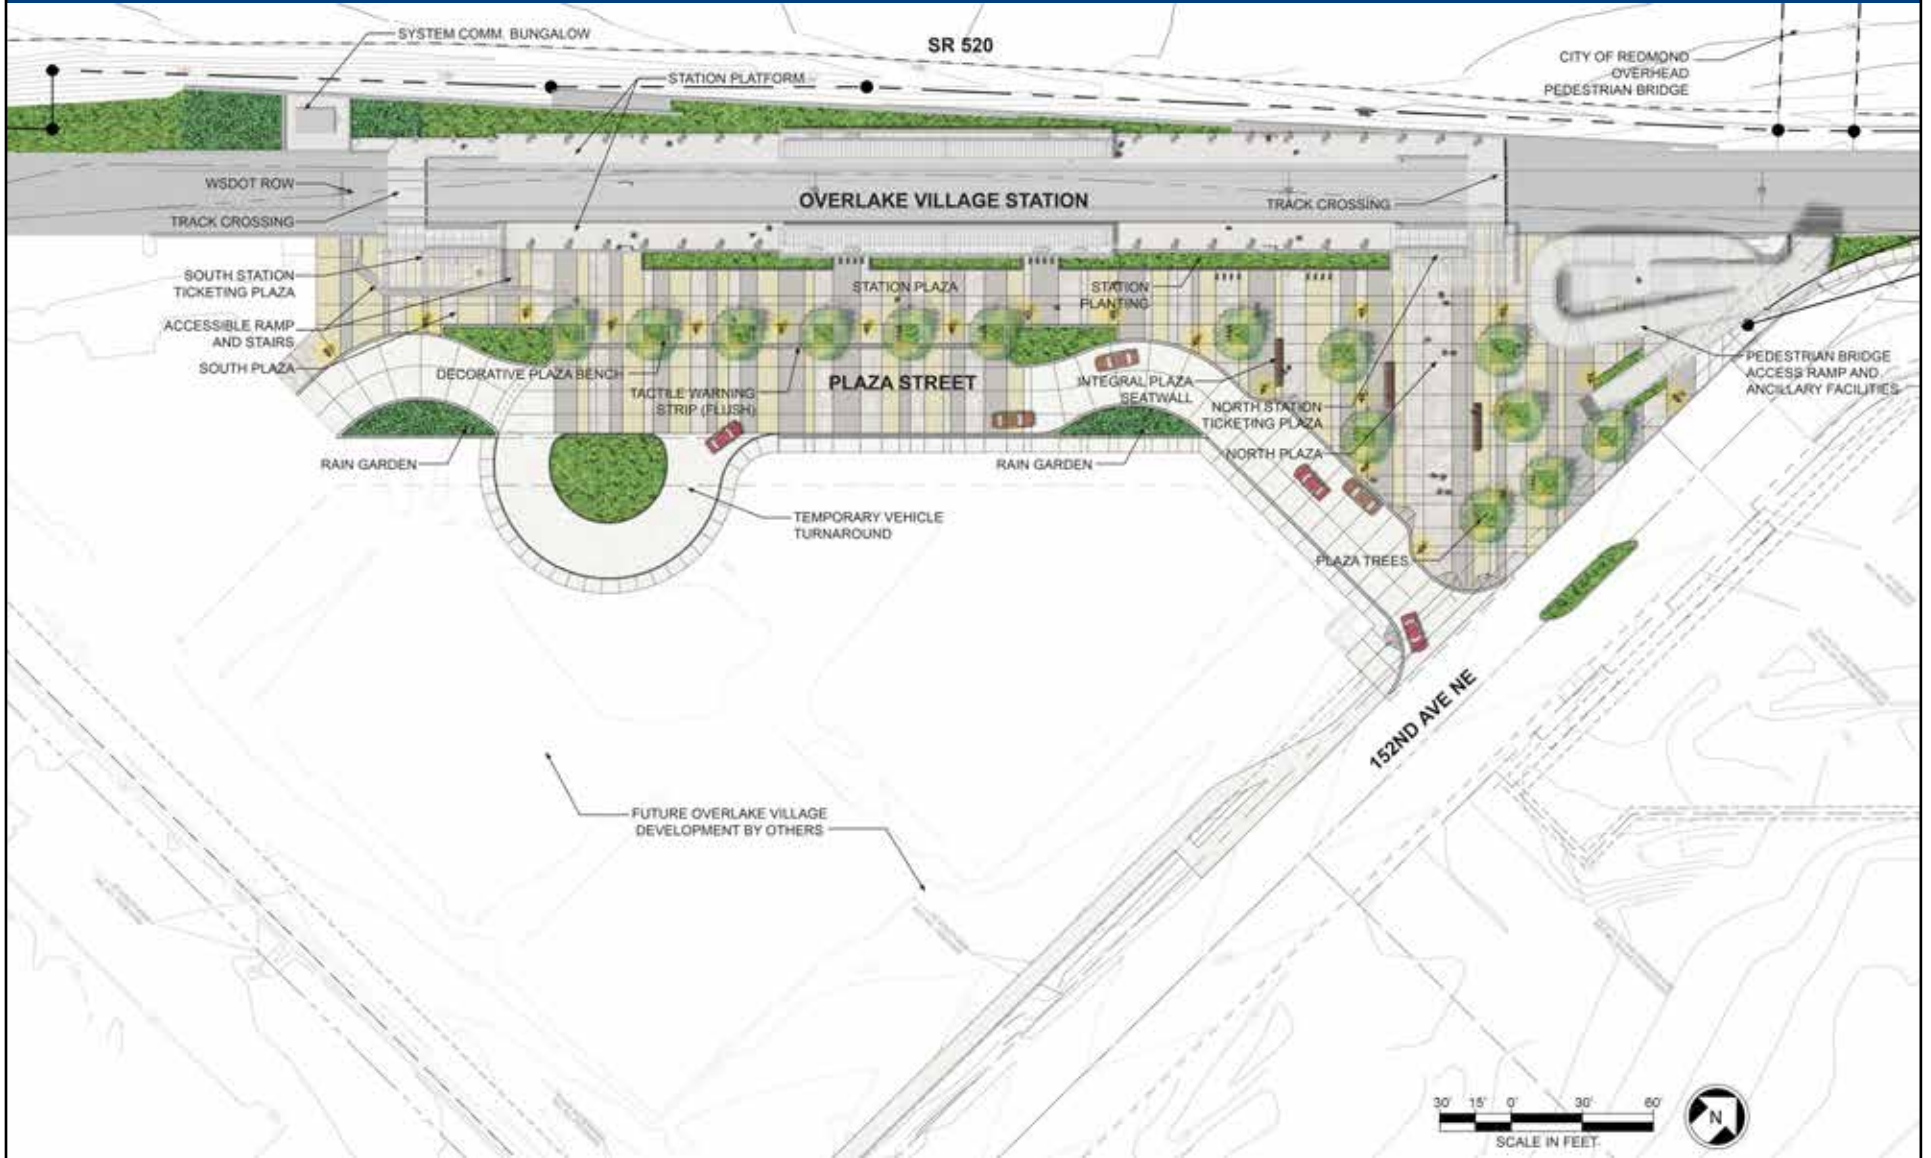 SYSTEM COMM. BUNGALOW
SR 520
STATION PLATFORM
CITY OF REDMOND
OVERHEAD
PEDESTRIAN BRIDGE
WSDOT ROW
TRACK CROSSING
OVERLAKE VILLAGE STATION
TRACK CROSSING
SOUTH STATION
TICKETING PLAZA
STATION PLAZA
STATION
PLANTING
ACCESSIBLE RAMP
AND STAIRS
SOUTH PLAZA
DECORATIVE PLAZA BENCH
TACTILE WARNING
STRIP (FLUSH)
PLAZA STREET
INTEGRAL PLAZA
SEATWALL
NORTH STATION
TICKETING PLAZA
NORTH PLAZA
PEDESTRIAN BRIDGE
ACCESS RAMP AND
ANCILLARY FACILITIES
RAIN GARDEN
RAIN GARDEN
TEMPORARY VEHICLE
TURNAROUND
PLAZA TREES
152ND AVE NE
FUTURE OVERLAKE VILLAGE
DEVELOPMENT BY OTHERS
30' 15' 0' 30' 60'
SCALE IN FEET
N